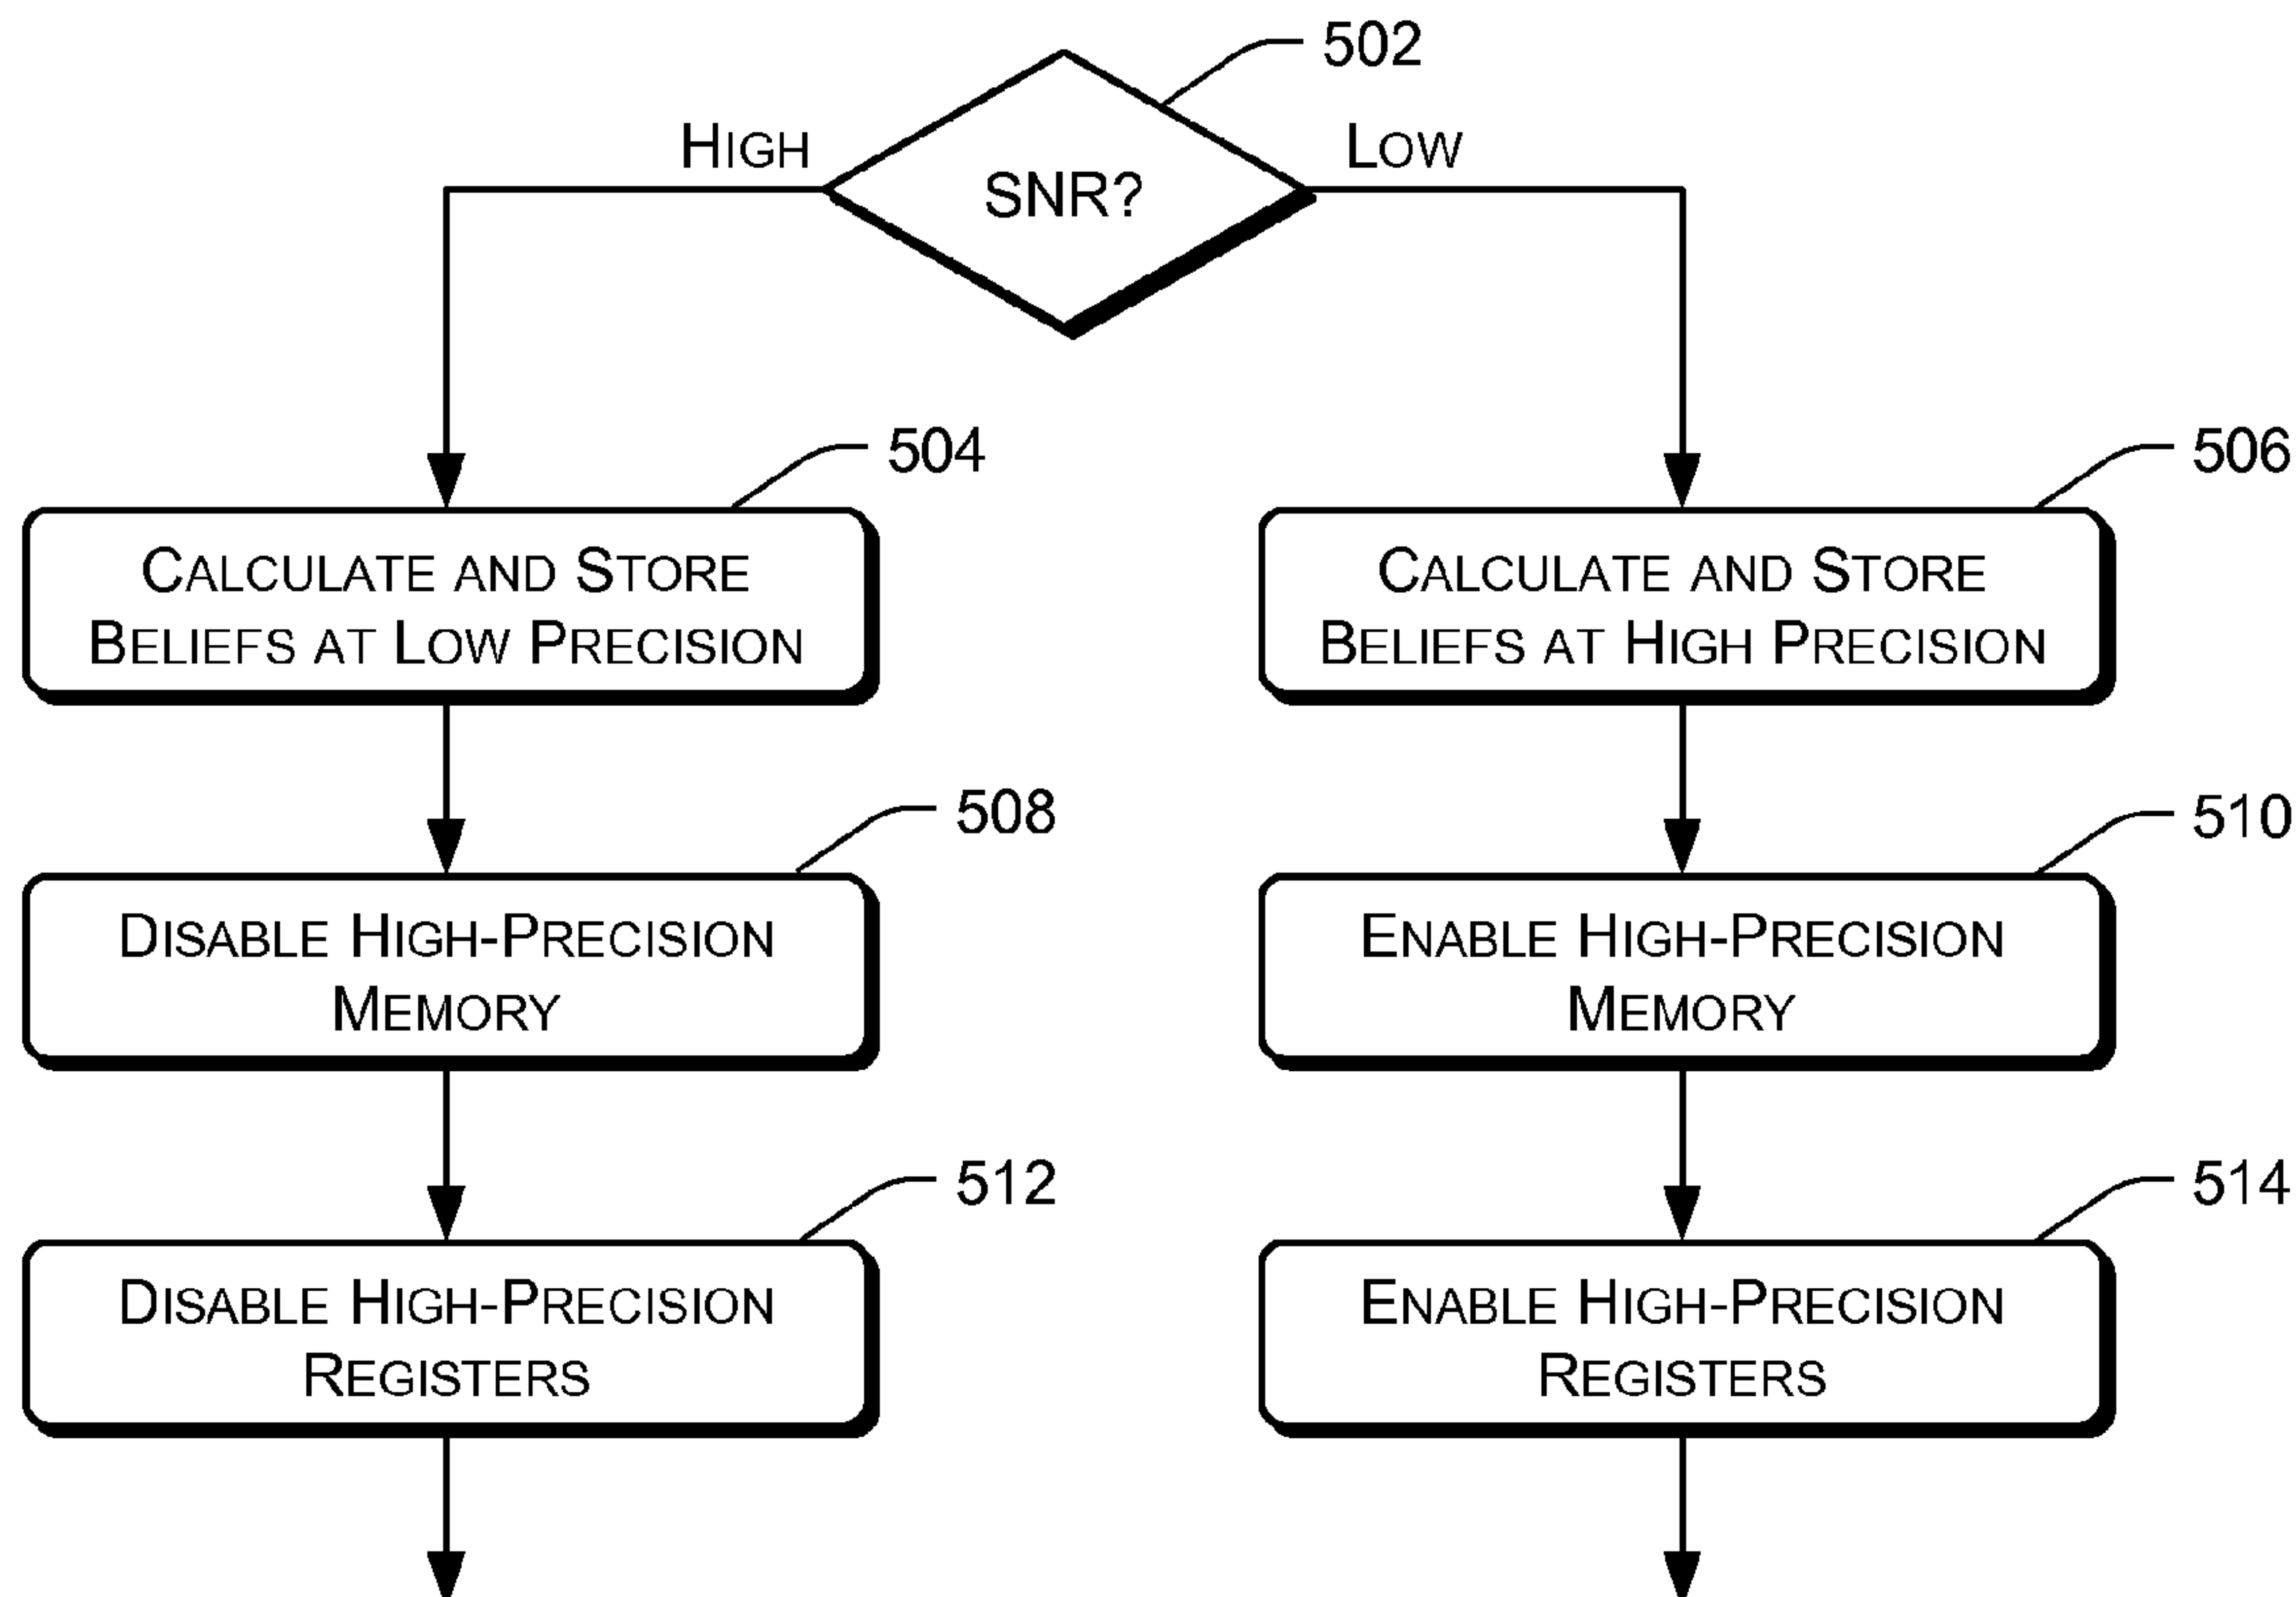 502
High
Low
SNR?
504
506
Calculate and Store
Beliefs at Low Precision
Calculate and Store
Beliefs at High Precision
508
510
Disable High-Precision
Memory
Enable High-Precision
Memory
512
514
Disable High-Precision
Registers
Enable High-Precision
Registers